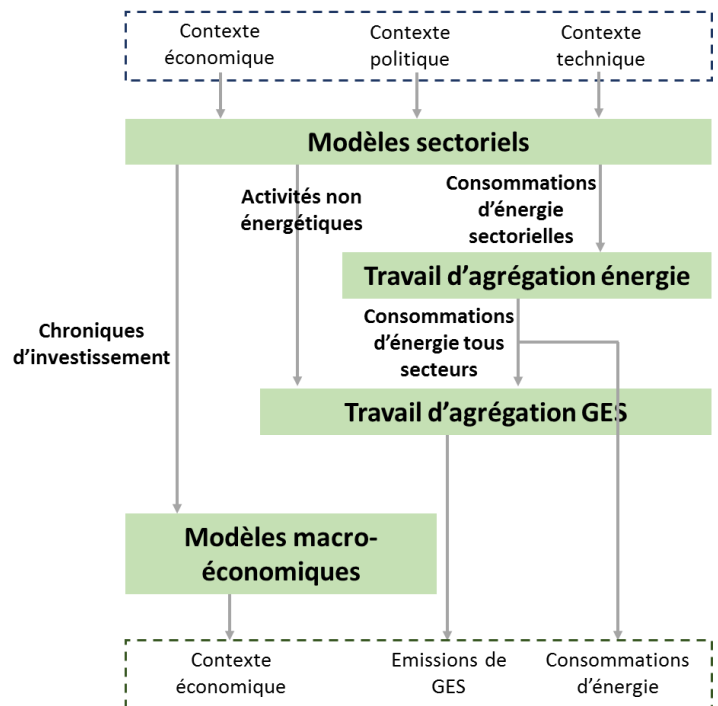 Contexte
économique
Contexte
politique
Contexte
technique
Modèles sectoriels
Activités non
énergétiques
Consommations
d'énergie
sectorielles
Travail d'agrégation énergie
Chroniques
d'investissement
Consommations
d'énergie tous
secteurs
Travail d'agrégation GES
Modèles macro-
économiques
Contexte
économique
Emissions de
GES
Consommations
d'énergie